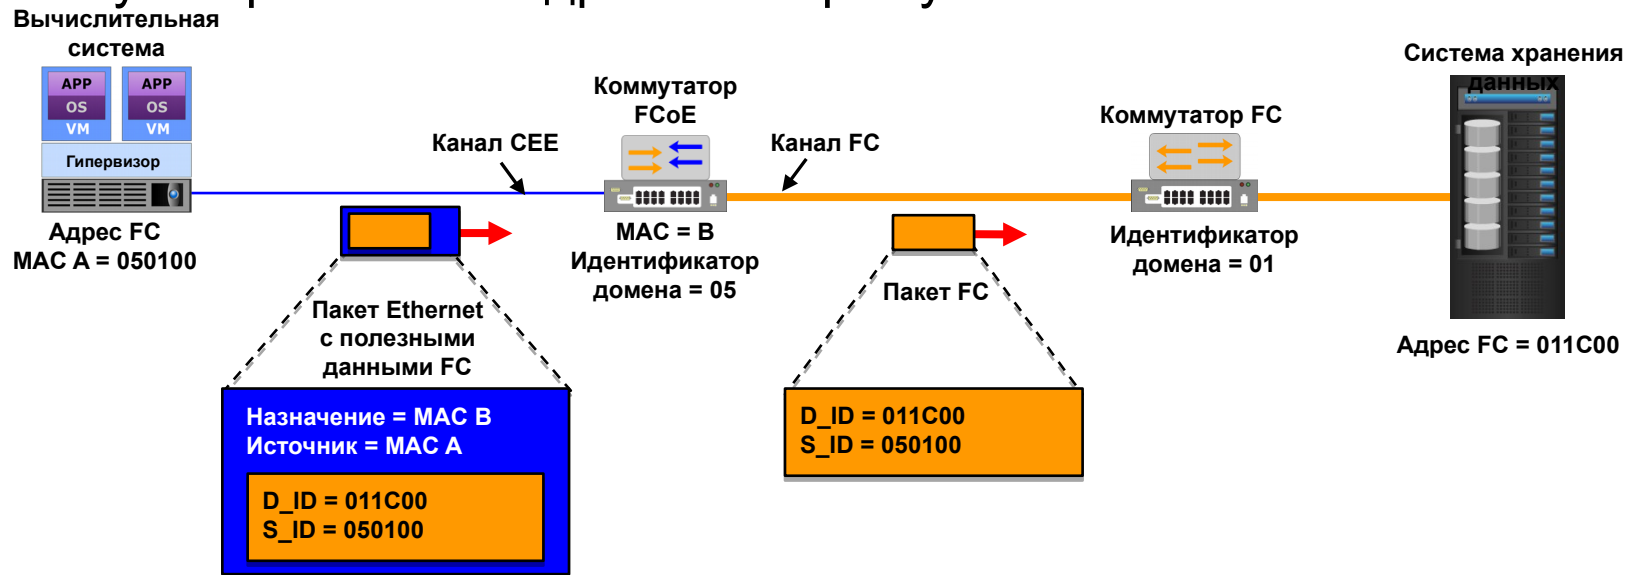 Вычислительная
система
APP
OS
VM
APP
OS
VM
Гипервизор
Адрес FC
MAC A = 050100
Канал CEE
Коммутатор
FCoE
MAC = B
Идентификатор
домена = 05
Канал FC
Коммутатор FC
Идентификатор
домена = 01
Система хранения
данных
Адрес FC = 011C00
Пакет Ethernet
с полезными
данными FC
Назначение = MAC B
Источник = MAC A
D_ID = 011C00
S_ID = 050100
Пакет FC
D_ID = 011C00
S_ID = 050100